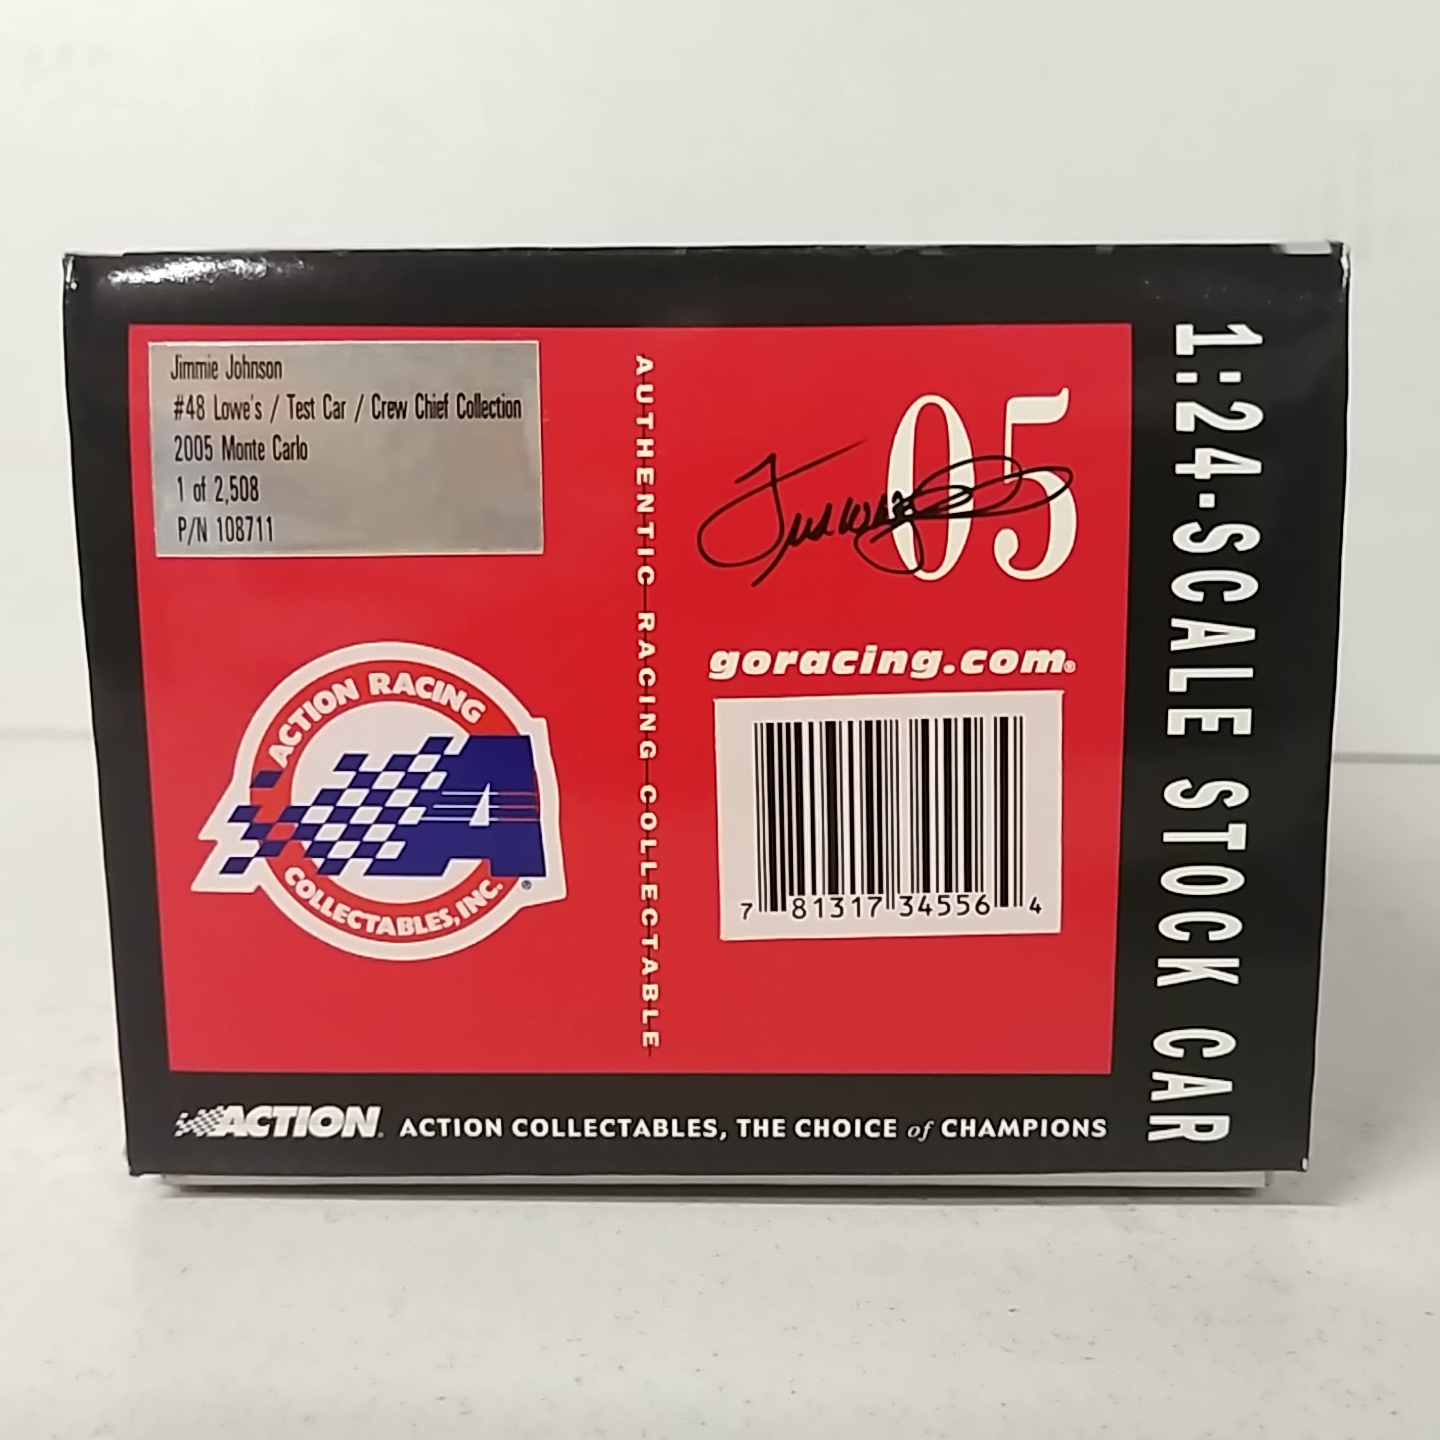 Jimmie Johnson
#48 Lowe's / Test Car / Crew Chief Collection
2005 Monte Carlo
1 of 2,508
P/N 108711
ACTION RACING
A
COLLECTABLES, INC.®
AUTHENTIC RACING COLLECTABLE
05
goracing.com®
7 81317 34556 4
1:24-SCALE STOCK CAR
ACTION® ACTION COLLECTABLES, THE CHOICE of CHAMPIONS